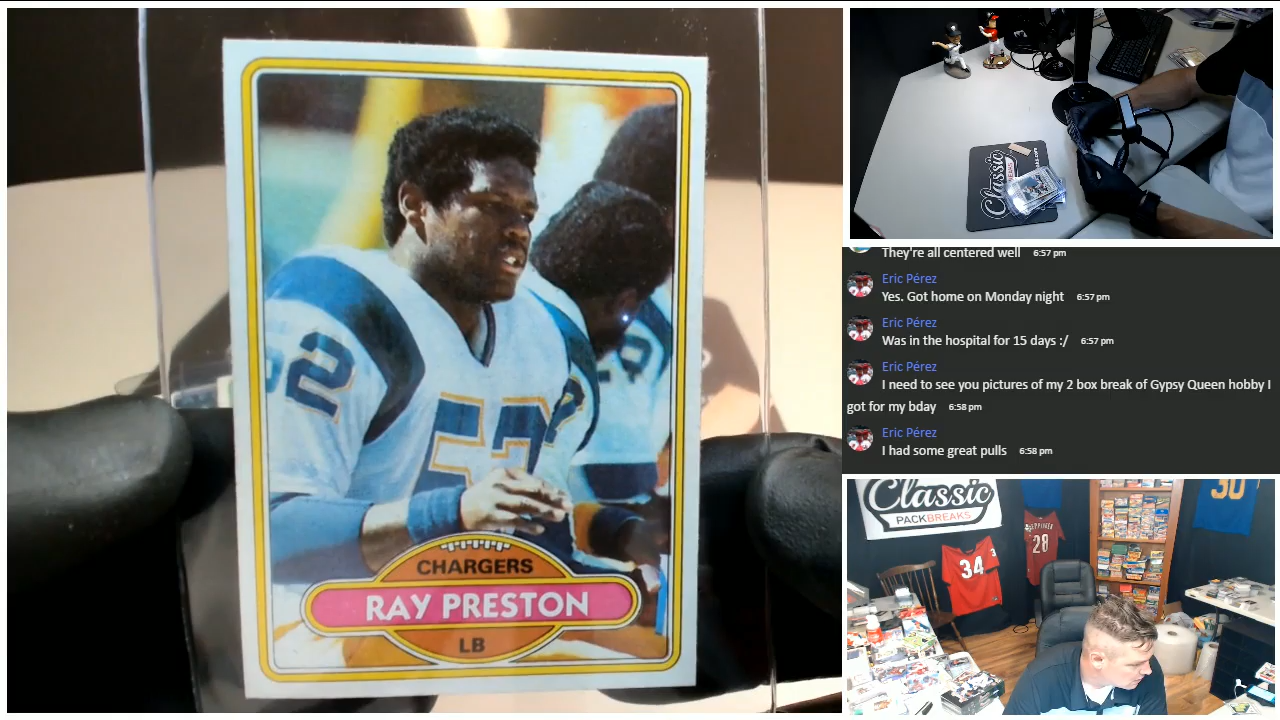 52
52
CHARGERS
RAY PRESTON
LB
Classic
They're all centered well 6:57 pm
Eric Pérez
Yes. Got home on Monday night 6:57 pm
Eric Pérez
Was in the hospital for 15 days :/ 6:57 pm
Eric Pérez
I need to see you pictures of my 2 box break of Gypsy Queen hobby I
got for my bday 6:58 pm
Eric Pérez
I had some great pulls 6:58 pm
Classic
PACKBREAKS
34
28
30